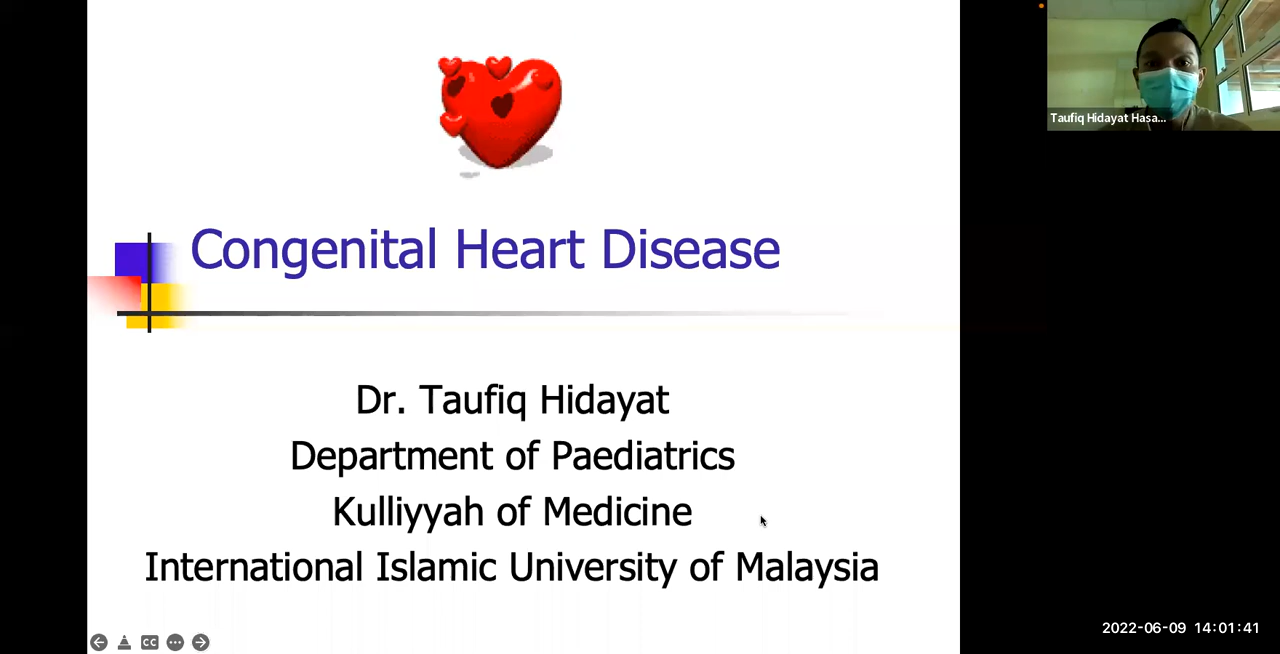 Taufiq Hidayat Hasa...
Congenital Heart Disease
Dr. Taufiq Hidayat
Department of Paediatrics
Kulliyyah of Medicine
International Islamic University of Malaysia
CC
2022-06-09 14:01:41